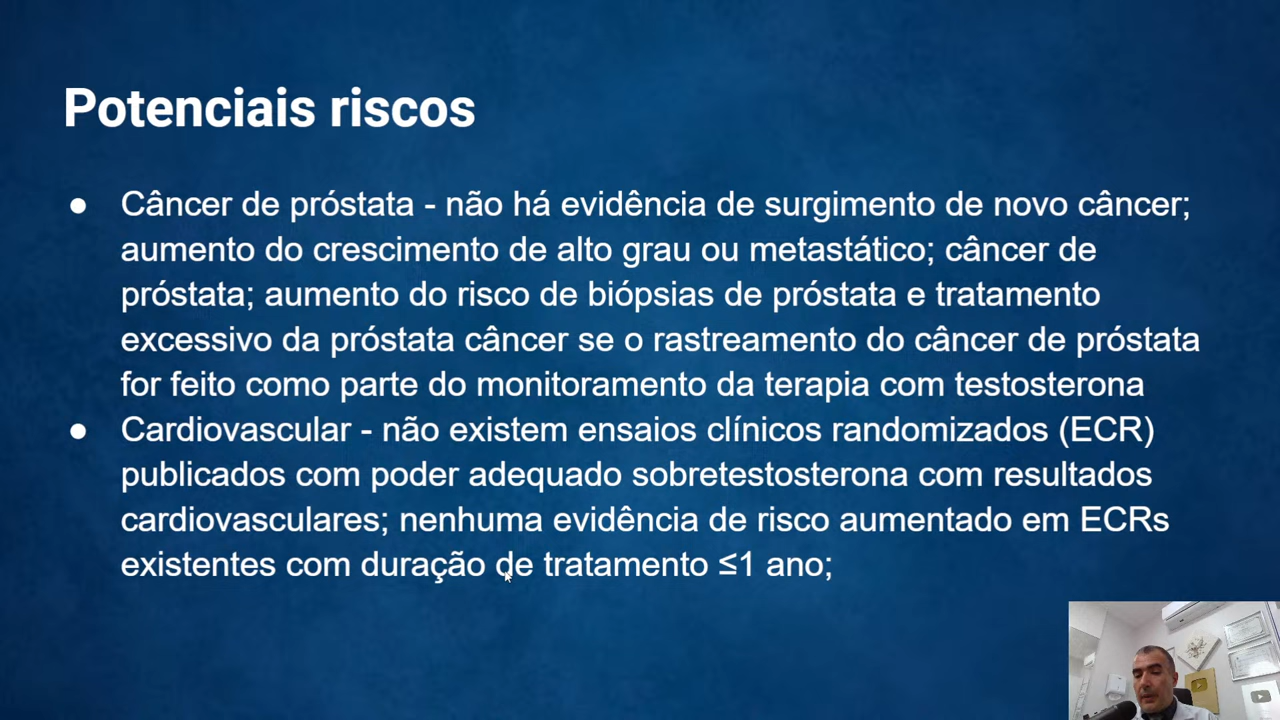 Potenciais riscos
● Câncer de próstata - não há evidência de surgimento de novo câncer;
aumento do crescimento de alto grau ou metastático; câncer de
próstata; aumento do risco de biópsias de próstata e tratamento
excessivo da próstata câncer se o rastreamento do câncer de próstata
for feito como parte do monitoramento da terapia com testosterona
● Cardiovascular - não existem ensaios clínicos randomizados (ECR)
publicados com poder adequado sobretestosterona com resultados
cardiovasculares; nenhuma evidência de risco aumentado em ECRs
existentes com duração de tratamento ≤1 ano;